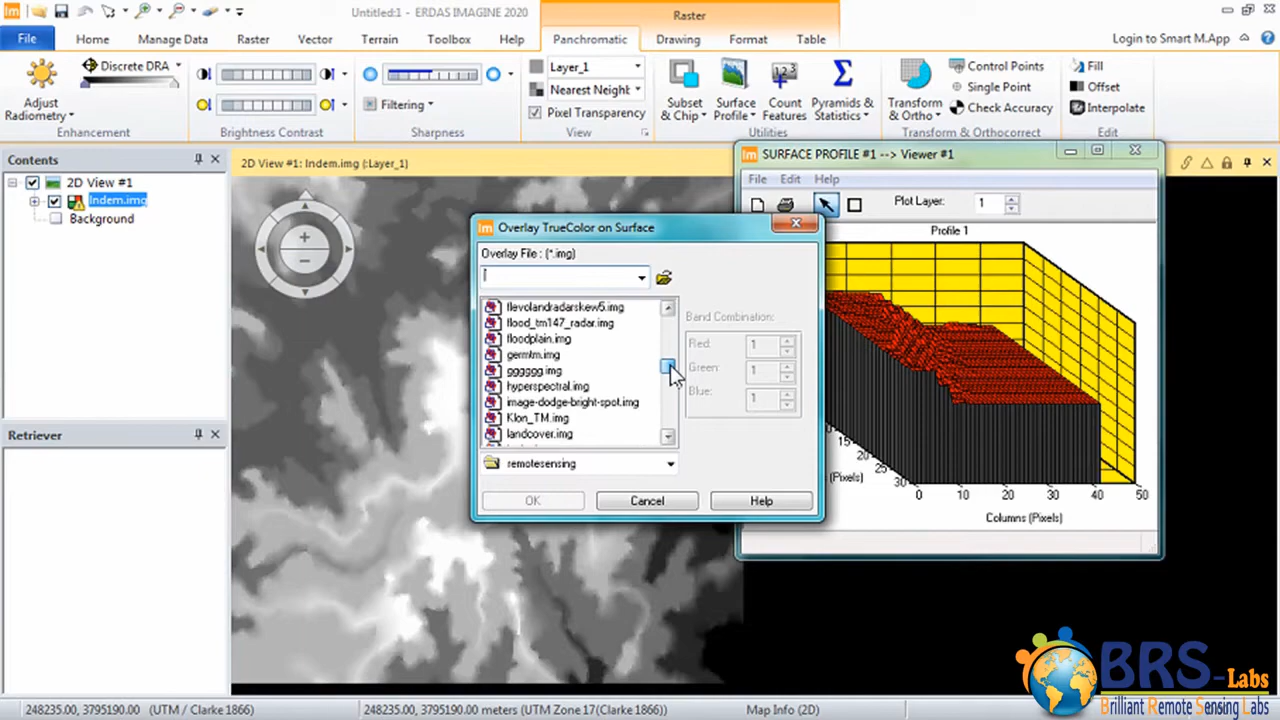 Untitled:1 - ERDAS IMAGINE 2020
Raster
File
Home
Manage Data
Raster
Vector
Terrain
Toolbox
Help
Panchromatic
Drawing
Format
Table
Login to Smart M.App
Adjust Radiometry
Discrete DRA
Enhancement
Brightness Contrast
Filtering
Sharpness
Layer_1
Nearest Neight
Pixel Transparency
View
Subset & Chip
Surface Profile
Count Features
Pyramids & Statistics
Utilities
Transform & Ortho
Control Points
Single Point
Check Accuracy
Transform & Orthocorrect
Fill
Offset
Interpolate
Edit
Contents
2D View #1
lndem.img
Background
Retriever
2D View #1: lndem.img (:Layer_1)
SURFACE PROFILE #1 --> Viewer #1
File Edit Help
Plot Layer: 1
Profile 1
15
20
25
30
(Pixels)
0 10 20 30 40 50
Columns (Pixels)
Overlay TrueColor on Surface
Overlay File : (*.img)
flevolandradarskew5.img
flood_tm147_radar.img
floodplain.img
germtm.img
gggggg.img
hyperspectral.img
image-dodge-bright-spot.img
Klon_TM.img
landcover.img
remotesensing
Band Combination:
Red: 1
Green: 1
Blue: 1
OK
Cancel
Help
248235.00, 3795190.00 (UTM / Clarke 1866)
248235.00, 3795190.00 meters (UTM Zone 17(Clarke 1866))
Map Info (2D)
BRS-Labs
Brilliant Remote Sensing Labs